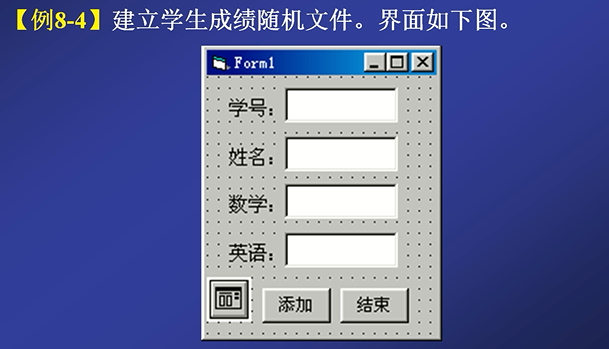 【例8-4】建立学生成绩随机文件。界面如下图。
Form1
学号：
姓名：
数学：
英语：
添加 结束